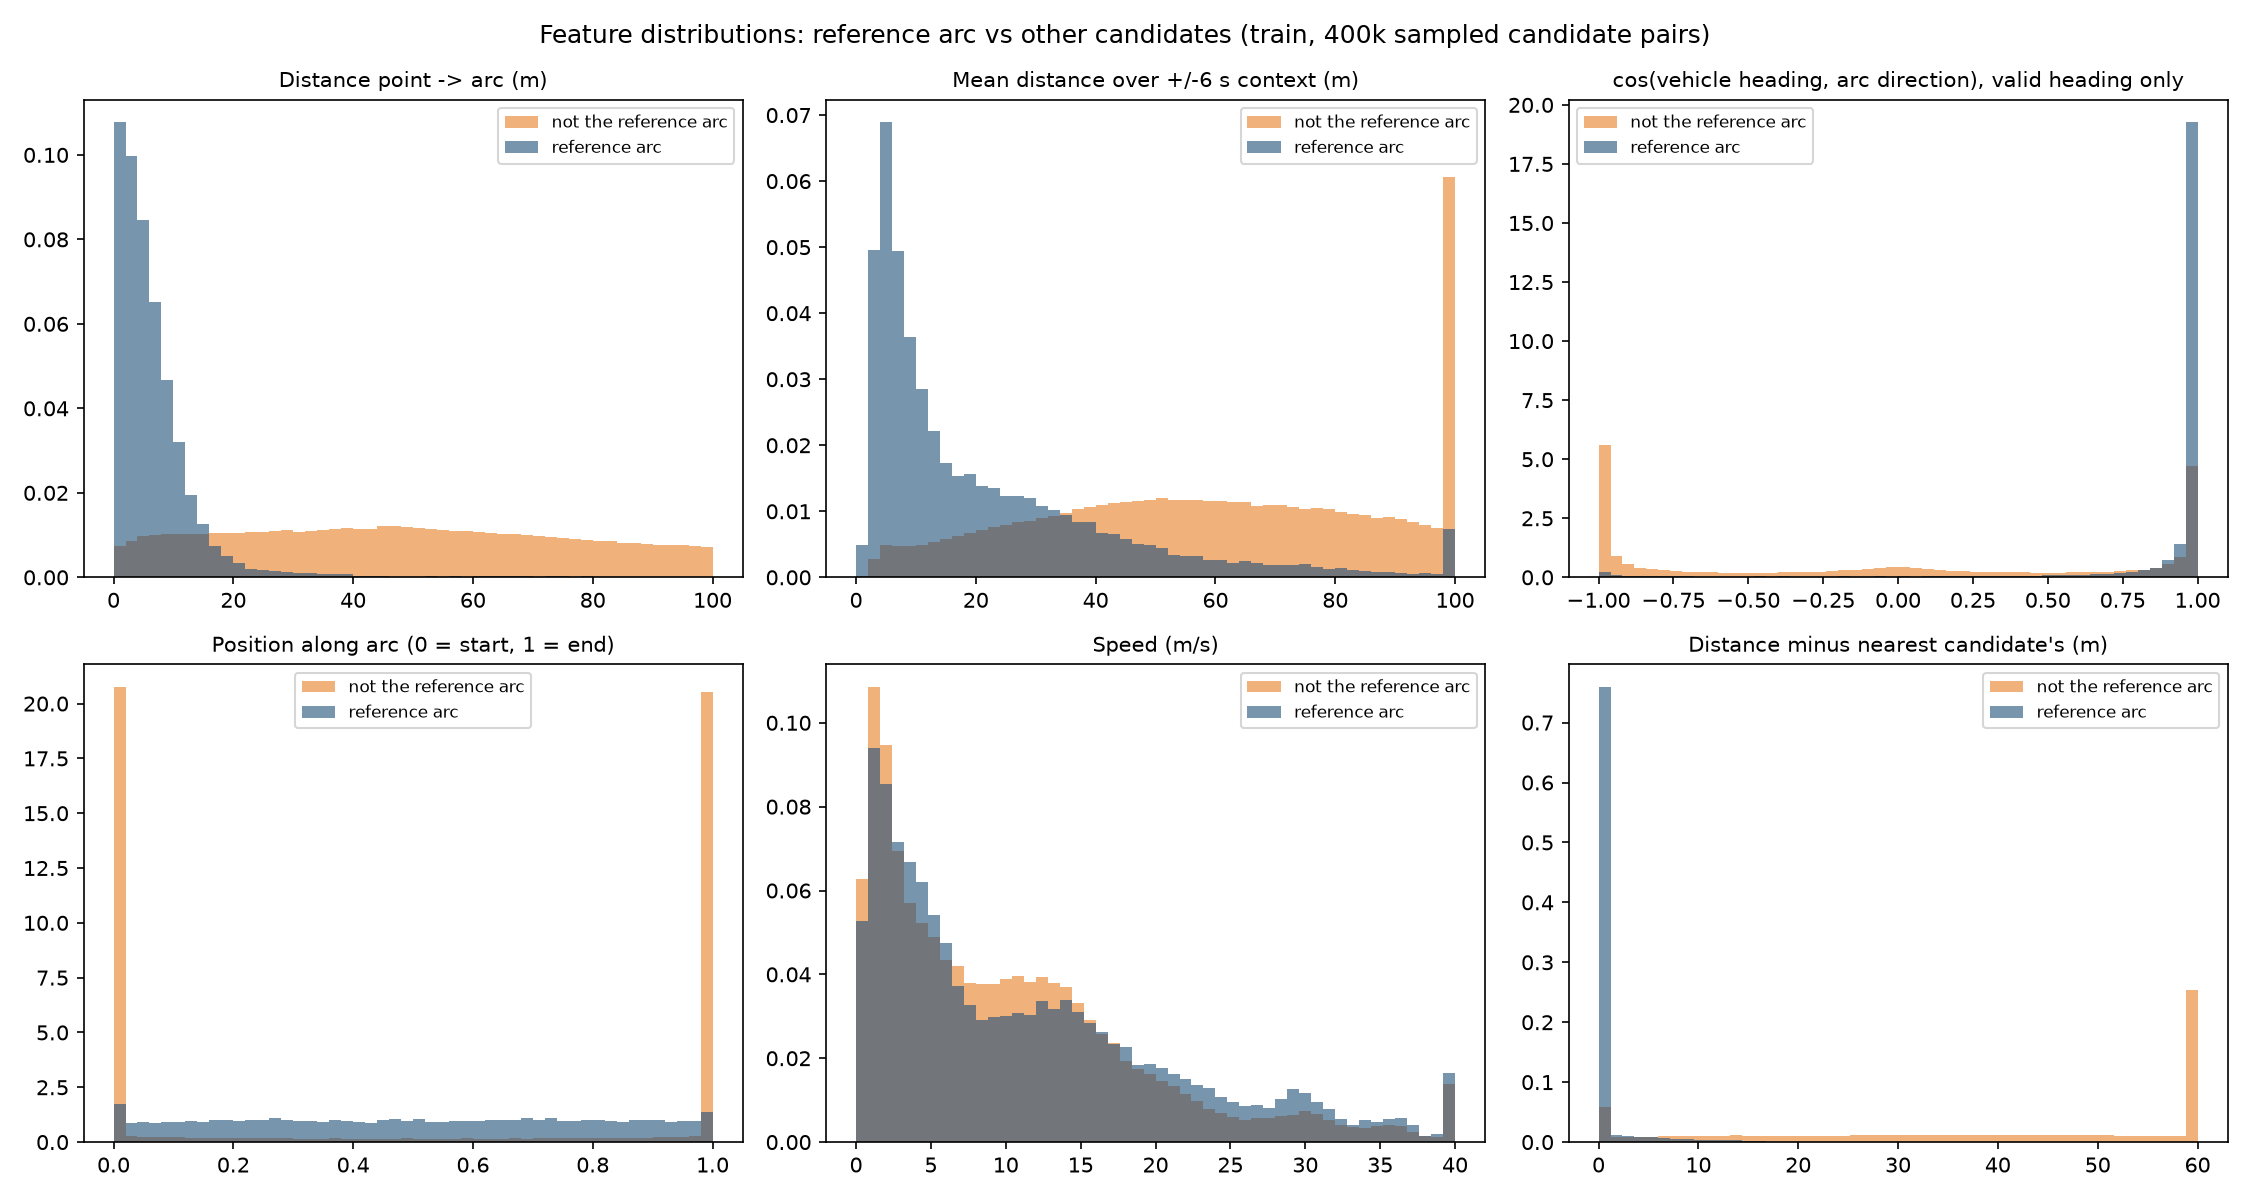 Feature distributions: reference arc vs other candidates (train, 400k sampled candidate pairs)
Distance point -> arc (m)
not the reference arc
reference arc
0.10
0.08
0.06
0.04
0.02
0.00
0 20 40 60 80 100
Mean distance over +/-6 s context (m)
not the reference arc
reference arc
0.07
0.06
0.05
0.04
0.03
0.02
0.01
0.00
0 20 40 60 80 100
cos(vehicle heading, arc direction), valid heading only
not the reference arc
reference arc
20.0
17.5
15.0
12.5
10.0
7.5
5.0
2.5
0.0
−1.00 −0.75 −0.50 −0.25 0.00 0.25 0.50 0.75 1.00
Position along arc (0 = start, 1 = end)
not the reference arc
reference arc
20.0
17.5
15.0
12.5
10.0
7.5
5.0
2.5
0.0
0.0 0.2 0.4 0.6 0.8 1.0
Speed (m/s)
not the reference arc
reference arc
0.10
0.08
0.06
0.04
0.02
0.00
0 5 10 15 20 25 30 35 40
Distance minus nearest candidate's (m)
not the reference arc
reference arc
0.7
0.6
0.5
0.4
0.3
0.2
0.1
0.0
0 10 20 30 40 50 60